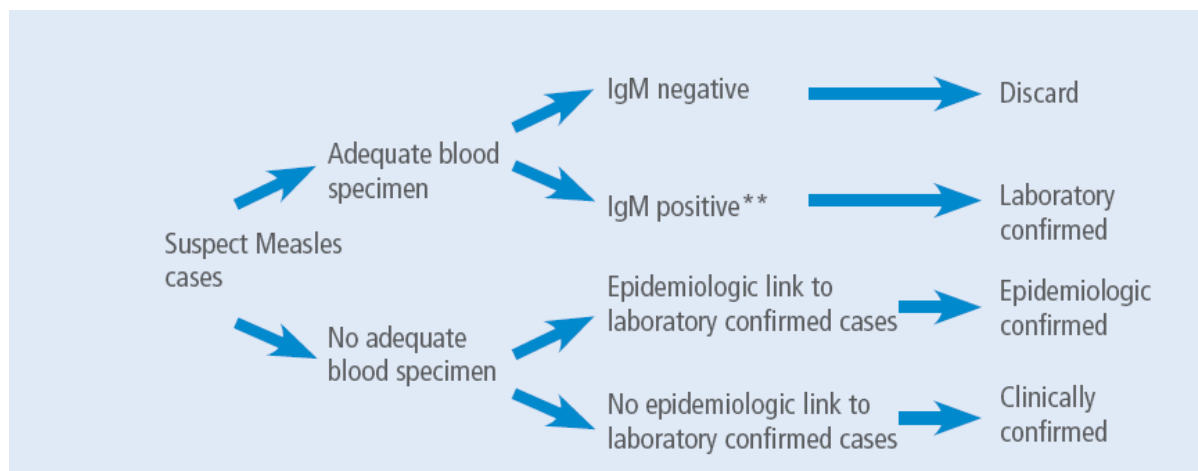 IgM negative
Discard
Adequate blood
specimen
IgM positive**
Laboratory
confirmed
Suspect Measles
cases
Epidemiologic link to
laboratory confirmed cases
Epidemiologic
confirmed
No adequate
blood specimen
No epidemiologic link to
laboratory confirmed cases
Clinically
confirmed